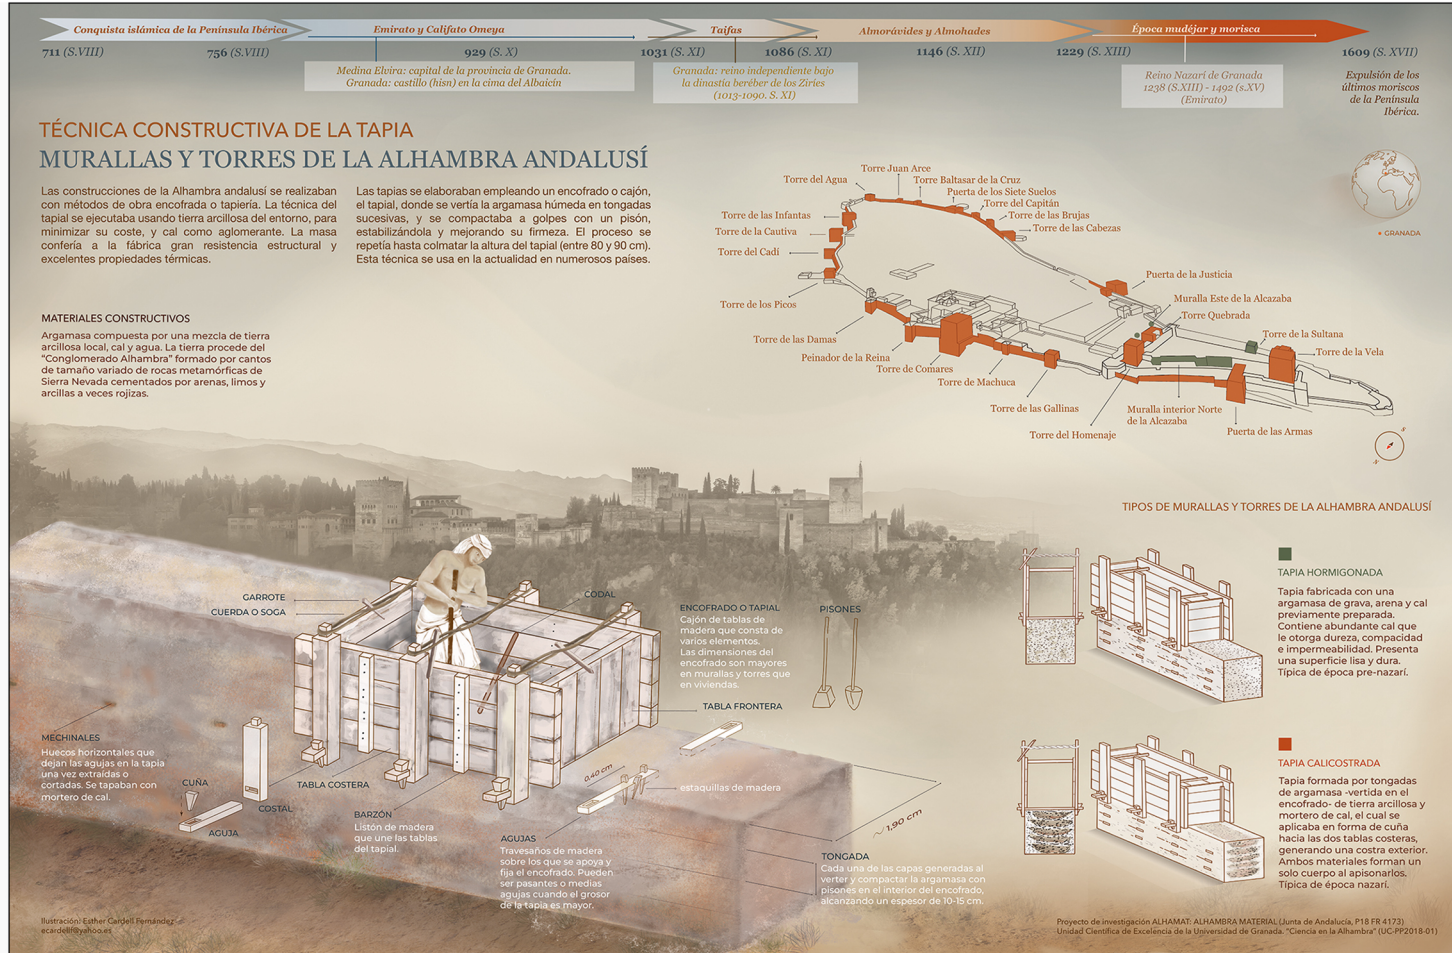 Conquista islámica de la Península Ibérica
Emirato y Califato Omeya
Taifas
Almorávides y Almohades
Época mudéjar y morisca
711 (S.VIII)
756 (S.VIII)
929 (S. X)
1031 (S. XI)
1086 (S. XI)
1146 (S. XII)
1229 (S. XIII)
1609 (S. XVII)
Medina Elvira: capital de la provincia de Granada.
Granada: castillo (hisn) en la cima del Albaicín
Granada: reino independiente bajo
la dinastía beréber de los Ziríes
(1013-1090. S. XI)
Reino Nazarí de Granada
1238 (S.XIII) - 1492 (s.XV)
(Emirato)
Expulsión de los
últimos moriscos
de la Península
Ibérica.
TÉCNICA CONSTRUCTIVA DE LA TAPIA
MURALLAS Y TORRES DE LA ALHAMBRA ANDALUSÍ
Las construcciones de la Alhambra andalusí se realizaban
con métodos de obra encofrada o tapiería. La técnica del
tapial se ejecutaba usando tierra arcillosa del entorno, para
minimizar su coste, y cal como aglomerante. La masa
confería a la fábrica gran resistencia estructural y
excelentes propiedades térmicas.
Las tapias se elaboraban empleando un encofrado o cajón,
el tapial, donde se vertía la argamasa húmeda en tongadas
sucesivas, y se compactaba a golpes con un pisón,
estabilizándola y mejorando su firmeza. El proceso se
repetía hasta colmatar la altura del tapial (entre 80 y 90 cm).
Esta técnica se usa en la actualidad en numerosos países.
MATERIALES CONSTRUCTIVOS
Argamasa compuesta por una mezcla de tierra
arcillosa local, cal y agua. La tierra procede del
"Conglomerado Alhambra" formado por cantos
de tamaño variado de rocas metamórficas de
Sierra Nevada cementados por arenas, limos y
arcillas a veces rojizas.
Torre Juan Arce
Torre del Agua
Torre Baltasar de la Cruz
Puerta de los Siete Suelos
Torre del Capitán
Torre de las Infantas
Torre de las Brujas
Torre de la Cautiva
Torre de las Cabezas
Torre del Cadí
Torre de los Picos
Puerta de la Justicia
Muralla Este de la Alcazaba
Torre Quebrada
Torre de la Sultana
Torre de la Vela
Torre de las Damas
Peinador de la Reina
Torre de Comares
Torre de Machuca
Torre de las Gallinas
Torre del Homenaje
Muralla interior Norte
de la Alcazaba
Puerta de las Armas
GRANADA
S
N
TIPOS DE MURALLAS Y TORRES DE LA ALHAMBRA ANDALUSÍ
TAPIA HORMIGONADA
Tapia fabricada con una
argamasa de grava, arena y cal
previamente preparada.
Contiene abundante cal que
le otorga dureza, compacidad
e impermeabilidad. Presenta
una superficie lisa y dura.
Típica de época pre-nazarí.
TAPIA CALICOSTRADA
Tapia formada por tongadas
de argamasa -vertida en el
encofrado- de tierra arcillosa y
mortero de cal, el cual se
aplicaba en forma de cuña
hacia las dos tablas costeras,
generando una costra exterior.
Ambos materiales forman un
solo cuerpo al apisonarlos.
Típica de época nazarí.
GARROTE
CUERDA O SOGA
CODAL
ENCOFRADO O TAPIAL
Cajón de tablas de
madera que consta de
varios elementos.
Las dimensiones del
encofrado son mayores
en murallas y torres que
en viviendas.
PISONES
TABLA FRONTERA
MECHINALES
Huecos horizontales que
dejan las agujas en la tapia
una vez extraídas o
cortadas. Se tapaban con
mortero de cal.
CUÑA
AGUJA
COSTAL
TABLA COSTERA
BARZÓN
Listón de madera
que une las tablas
del tapial.
0,40 cm
estaquillas de madera
AGUJAS
Travesaños de madera
sobre los que se apoya y
fija el encofrado. Pueden
ser pasantes o medias
agujas cuando el grosor
de la tapia es mayor.
~ 1,90 cm
TONGADA
Cada una de las capas generadas al
verter y compactar la argamasa con
pisones en el interior del encofrado,
alcanzando un espesor de 10-15 cm.
Ilustración: Esther Cardell Fernández
ecardellf@yahoo.es
Proyecto de investigación ALHAMAT: ALHAMBRA MATERIAL (Junta de Andalucía, P18 FR 4173)
Unidad Científica de Excelencia de la Universidad de Granada. "Ciencia en la Alhambra" (UC-PP2018-01)